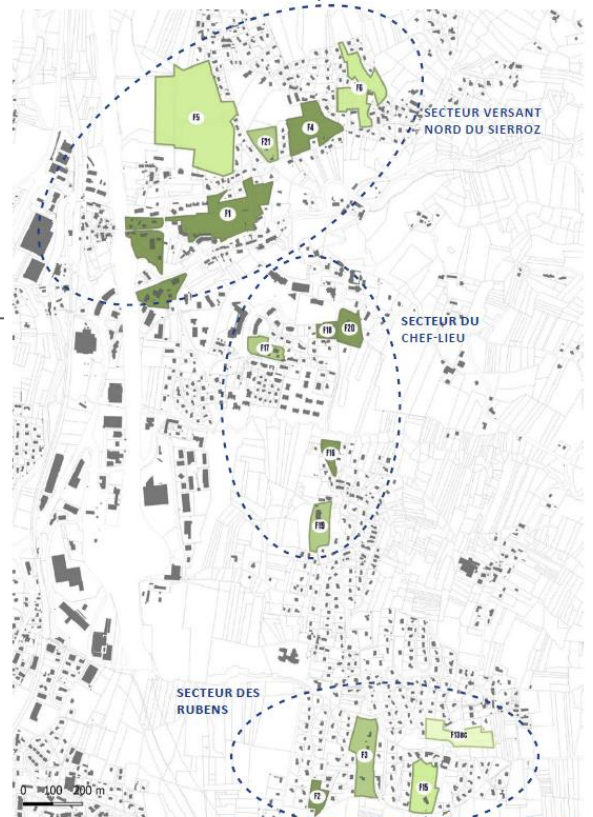 F6
F5
SECTEUR VERSANT
NORD DU SIERROZ
F4
F21
F1
SECTEUR DU
CHEF-LIEU
F18
F20
F17
F16
F19
SECTEUR DES
RUBENS
F13BC
F3
F15
F2
0 100 200 m